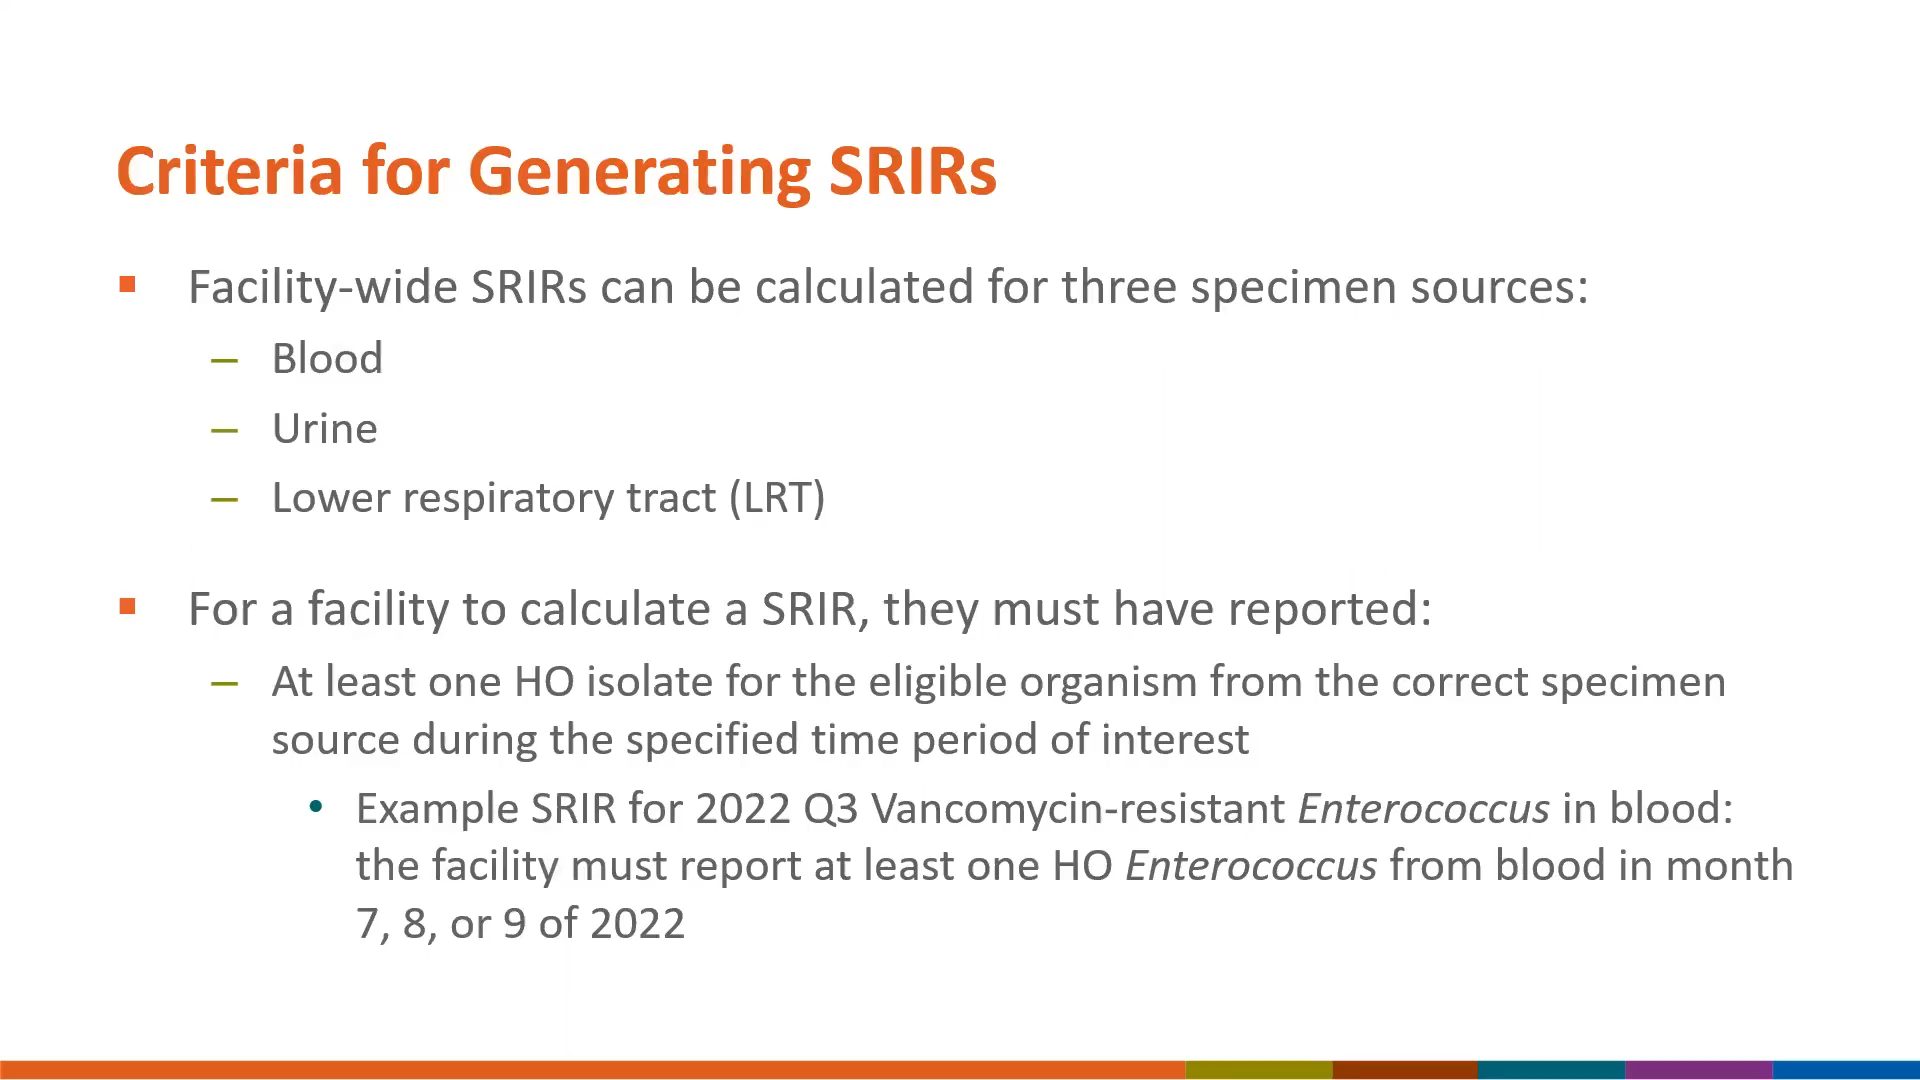 Criteria for Generating SRIRs
▪ Facility-wide SRIRs can be calculated for three specimen sources:
– Blood
– Urine
– Lower respiratory tract (LRT)
▪ For a facility to calculate a SRIR, they must have reported:
– At least one HO isolate for the eligible organism from the correct specimen
source during the specified time period of interest
• Example SRIR for 2022 Q3 Vancomycin-resistant Enterococcus in blood:
the facility must report at least one HO Enterococcus from blood in month
7, 8, or 9 of 2022